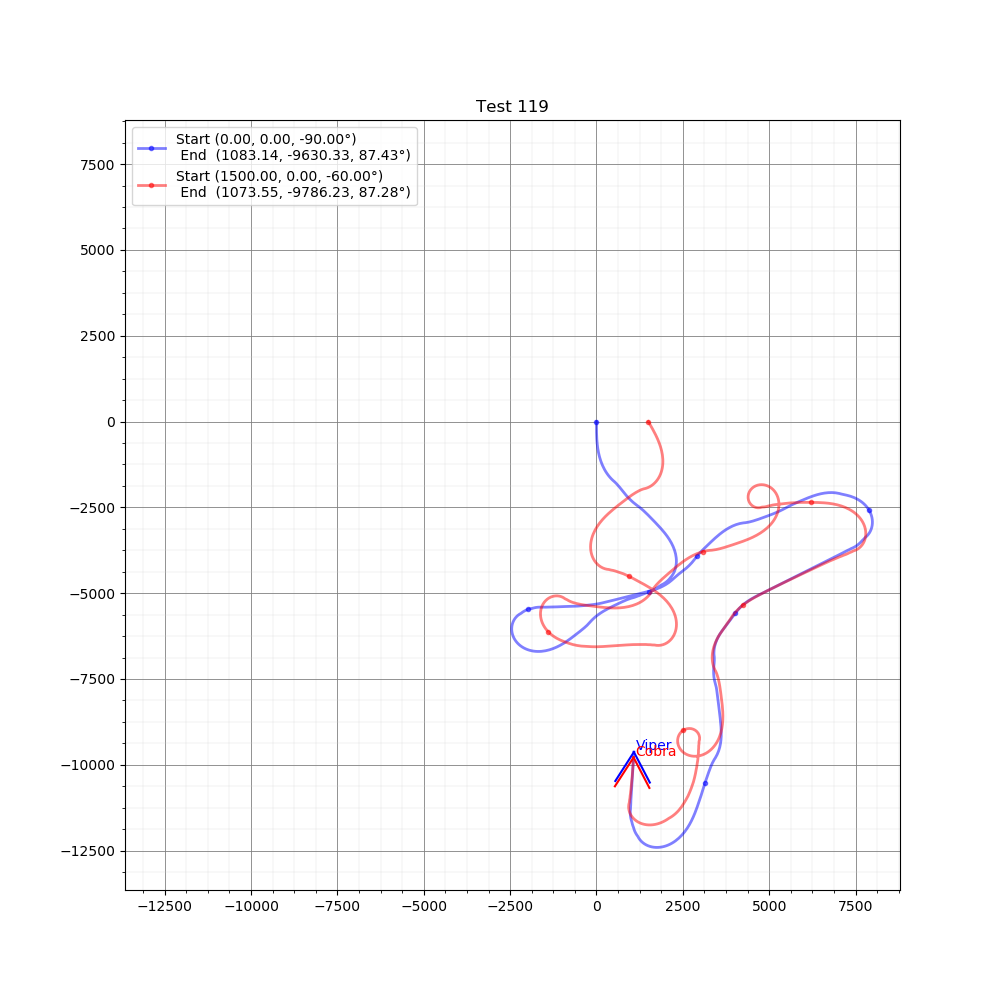 Test 119
Start (0.00, 0.00, -90.00°)
End  (1083.14, -9630.33, 87.43°)
Start (1500.00, 0.00, -60.00°)
End  (1073.55, -9786.23, 87.28°)
7500
5000
2500
0
−2500
−5000
−7500
−10000
−12500
Viper
Cobra
−12500 −10000 −7500 −5000 −2500 0 2500 5000 7500